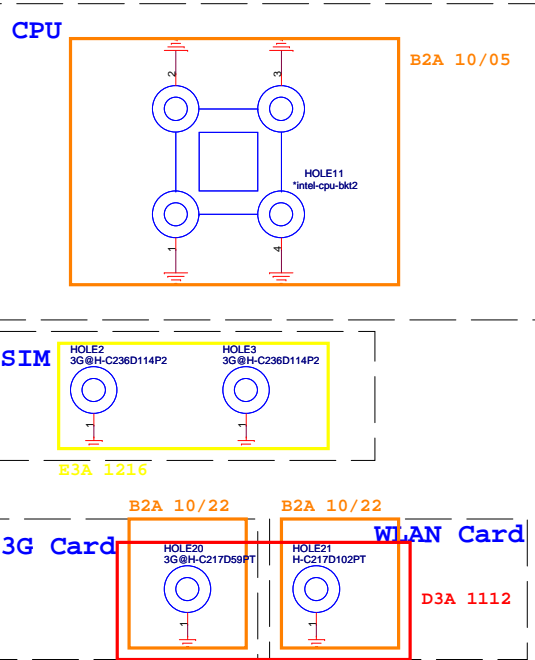 CPU
B2A 10/05
2
3
HOLE11
*intel-cpu-bkt2
1
4
SIM
HOLE2
3G@H-C236D114P2
HOLE3
3G@H-C236D114P2
1
1
E3A 1216
B2A 10/22
B2A 10/22
3G Card
WLAN Card
HOLE20
3G@H-C217D59PT
HOLE21
H-C217D102PT
D3A 1112
1
1